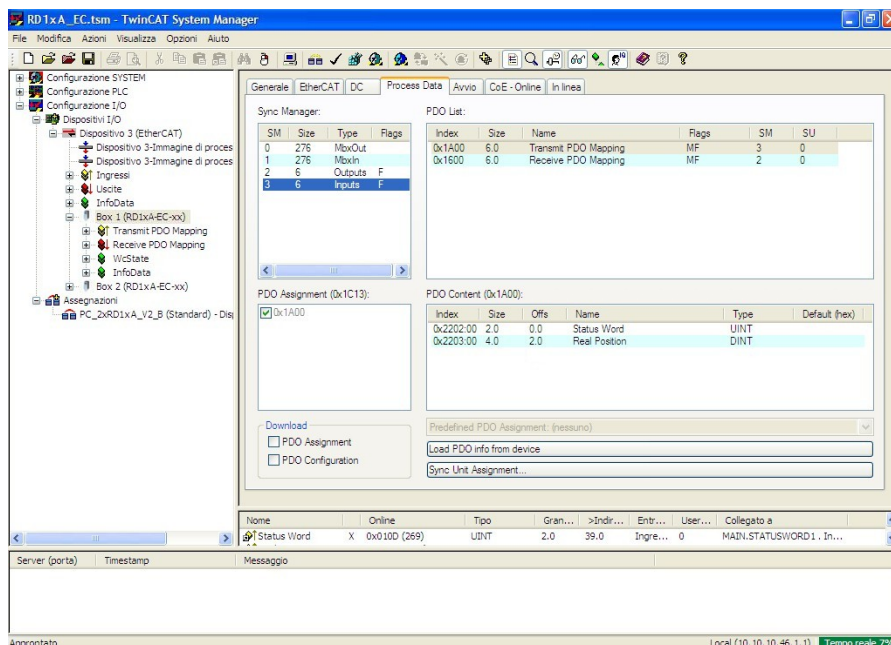 RD1xA_EC.tsm - TwinCAT System Manager
File Modifica Azioni Visualizza Opzioni Aiuto
Configurazione SYSTEM
Configurazione PLC
Configurazione I/O
Dispositivi I/O
Dispositivo 3 (EtherCAT)
Dispositivo 3-Immagine di proces
Dispositivo 3-Immagine di proces
Ingressi
Uscite
InfoData
Box 1 (RD1xA-EC-xx)
Transmit PDO Mapping
Receive PDO Mapping
WcState
InfoData
Box 2 (RD1xA-EC-xx)
Assegnazioni
PC_2xRD1xA_V2_B (Standard) - Disp
Generale EtherCAT DC Process Data Avvio CoE - Online In linea
Sync Manager:
SM Size Type Flags
0 276 MbxOut
1 276 MbxIn
2 6 Outputs F
3 6 Inputs F
PDO List:
Index Size Name Flags SM SU
0x1A00 6.0 Transmit PDO Mapping MF 3 0
0x1600 6.0 Receive PDO Mapping MF 2 0
PDO Assignment (0x1C13):
0x1A00
PDO Content (0x1A00):
Index Size Offs Name Type Default (hex)
0x2202:00 2.0 0.0 Status Word UINT
0x2203:00 4.0 2.0 Real Position DINT
Download
PDO Assignment
PDO Configuration
Predefined PDO Assignment: (nessuno)
Load PDO info from device
Sync Unit Assignment...
Nome Online Tipo Gran... >Indir... Entr... User... Collegato a
Status Word X 0x010D (269) UINT 2.0 39.0 Ingre... 0 MAIN.STATUSWORD1 . In...
Server (porta) Timestamp Messaggio
Approntato Local (10.10.10.46.1.1) Tempo reale 7%